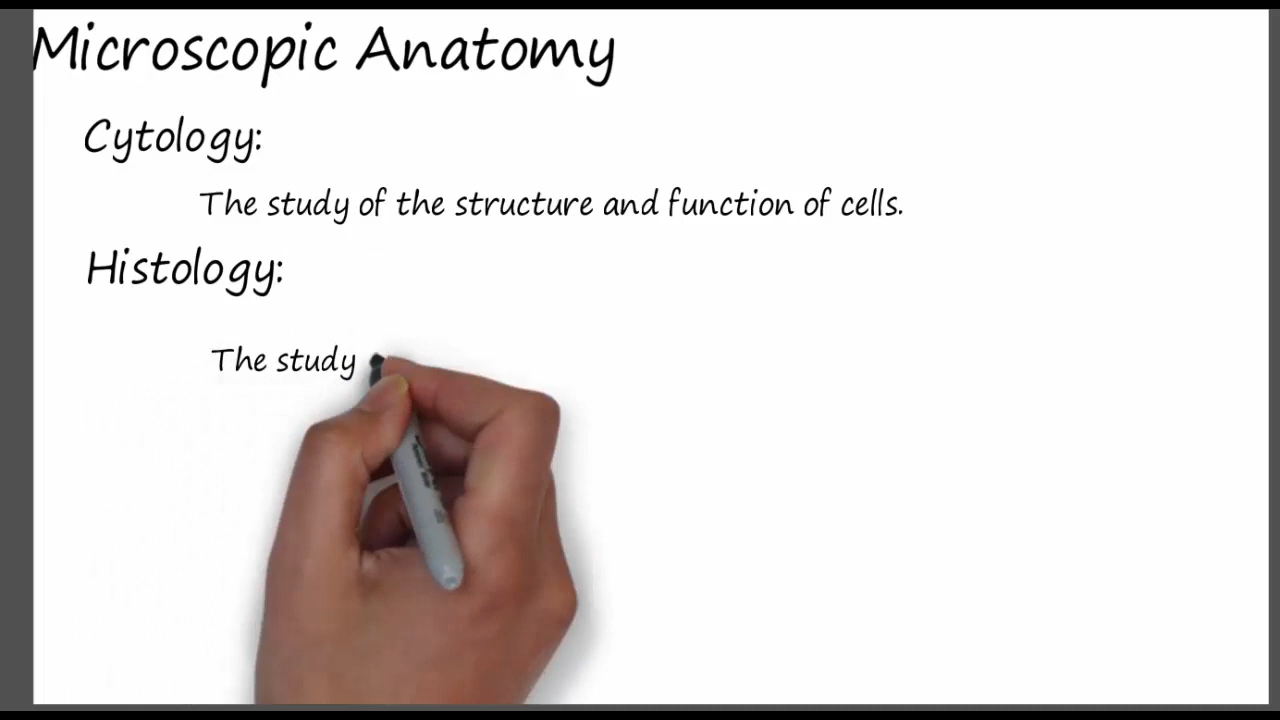 Microscopic Anatomy
Cytology:
The study of the structure and function of cells.
Histology:
The study